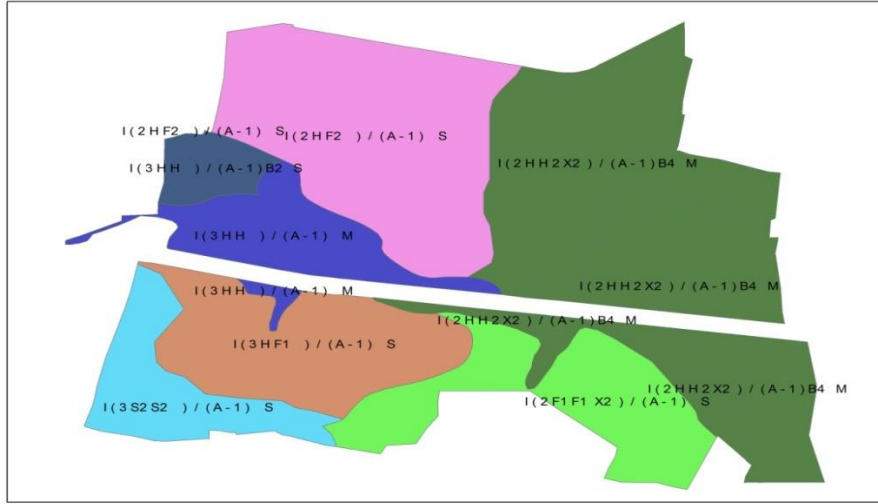 I(2HF2 )/(A-1) S
I(2HF2 )/(A-1) S
I(2HH2X2)/(A-1)B4 M
I(3HH )/(A-1)B2 S
I(3HH )/(A-1) M
I(2HH2X2)/(A-1)B4 M
I(3HH )/(A-1) M
I(2HH2X2)/(A-1)B4 M
I(3HF1 )/(A-1) S
I(2HH2X2)/(A-1)B4 M
I(2F1F1X2)/(A-1) S
I(3S2S2 )/(A-1) S